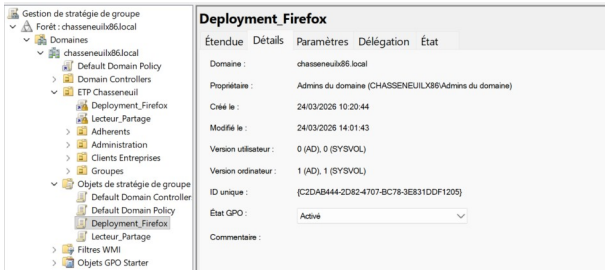 Gestion de stratégie de groupe
Forêt : chasseneuilx86.local
Domaines
chasseneuilx86.local
Default Domain Policy
Domain Controllers
ETP Chasseneuil
Deployment_Firefox
Lecteur_Partage
Adherents
Administration
Clients Entreprises
Groupes
Objets de stratégie de groupe
Default Domain Controller
Default Domain Policy
Deployment_Firefox
Lecteur_Partage
Filtres WMI
Objets GPO Starter
Deployment_Firefox
Étendue Détails Paramètres Délégation État
Domaine : chasseneuilx86.local
Propriétaire : Admins du domaine (CHASSENEUILX86\Admins du domaine)
Créé le : 24/03/2026 10:20:44
Modifié le : 24/03/2026 14:01:43
Version utilisateur : 0 (AD), 0 (SYSVOL)
Version ordinateur : 1 (AD), 1 (SYSVOL)
ID unique : {C2DAB444-2D82-4707-BC78-3E831DDF1205}
État GPO : Activé
Commentaire :